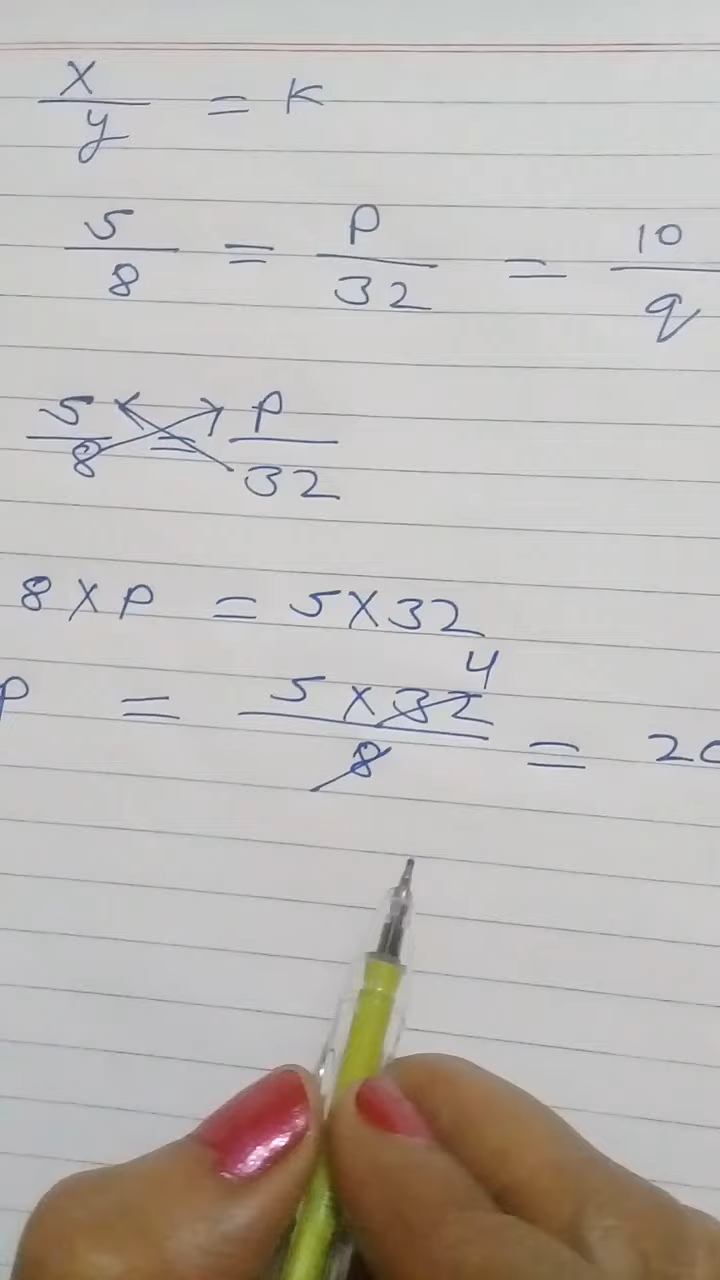 x/y = K
5/8 = P/32 = 10/q
5/8 = P/32
8 × P = 5 × 32
P = 5 × 32/8 = 20
4